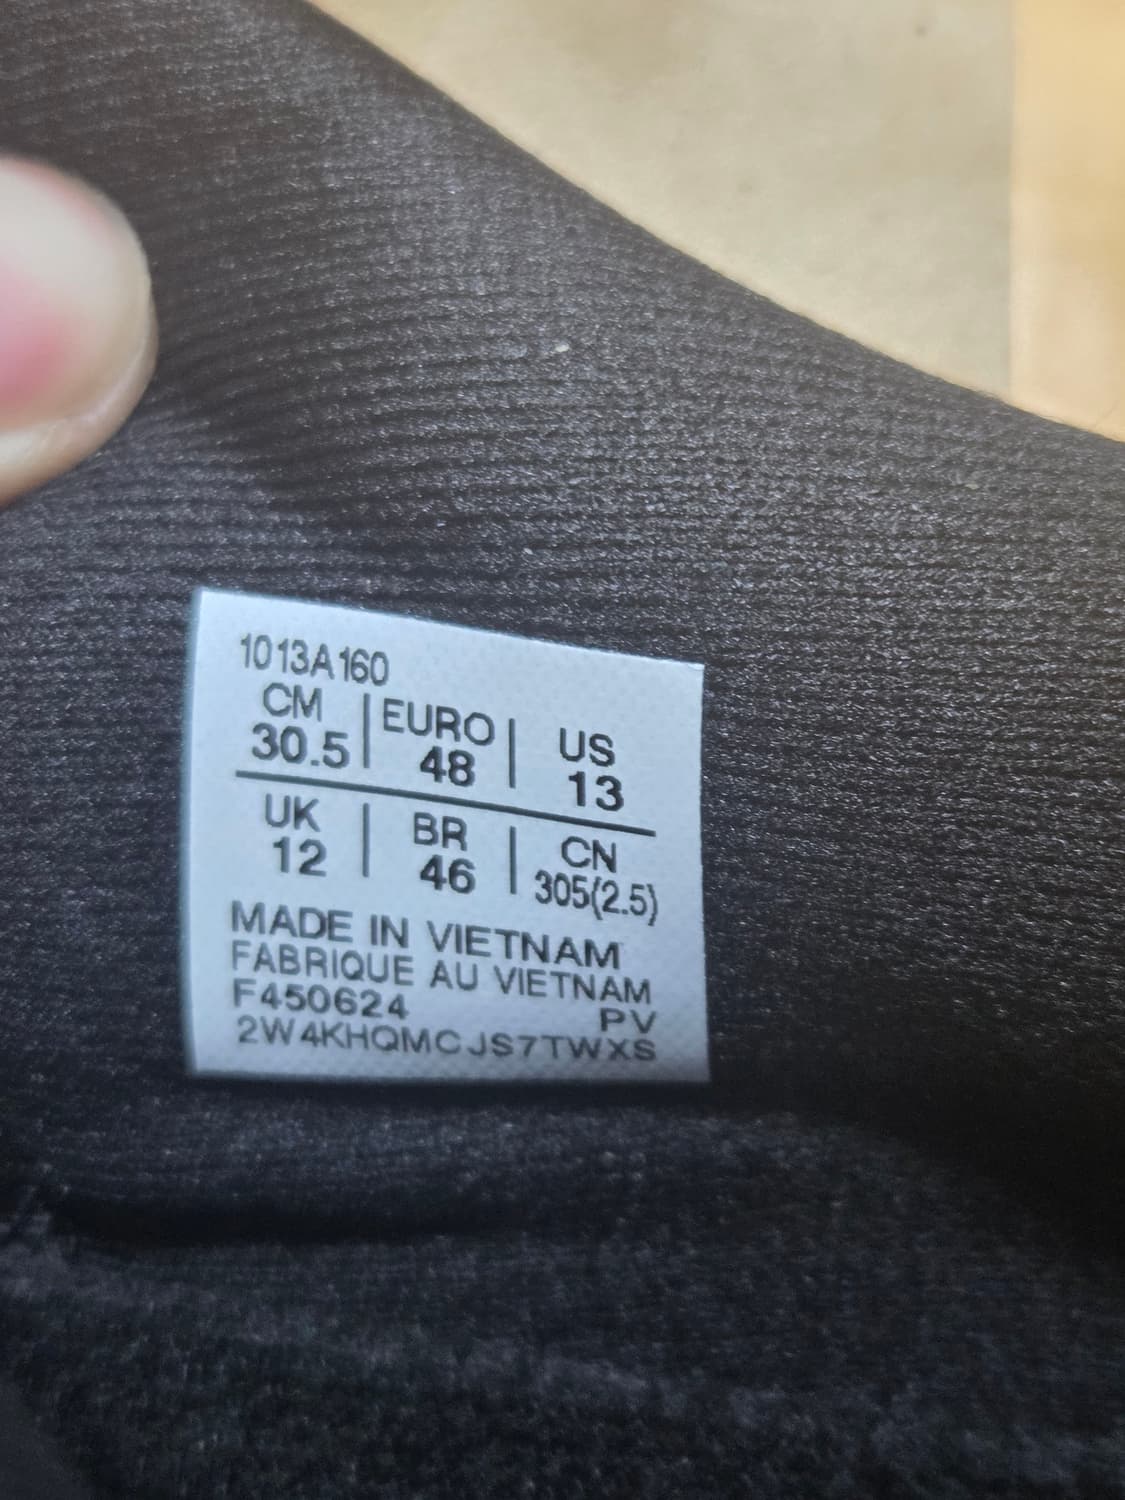 1013A160
CM | EURO | US
30.5 | 48 | 13
UK | BR | CN
12 | 46 | 305(2.5)
MADE IN VIETNAM
FABRIQUE AU VIETNAM
F450624 PV
2W4KHQMCJS7TWXS